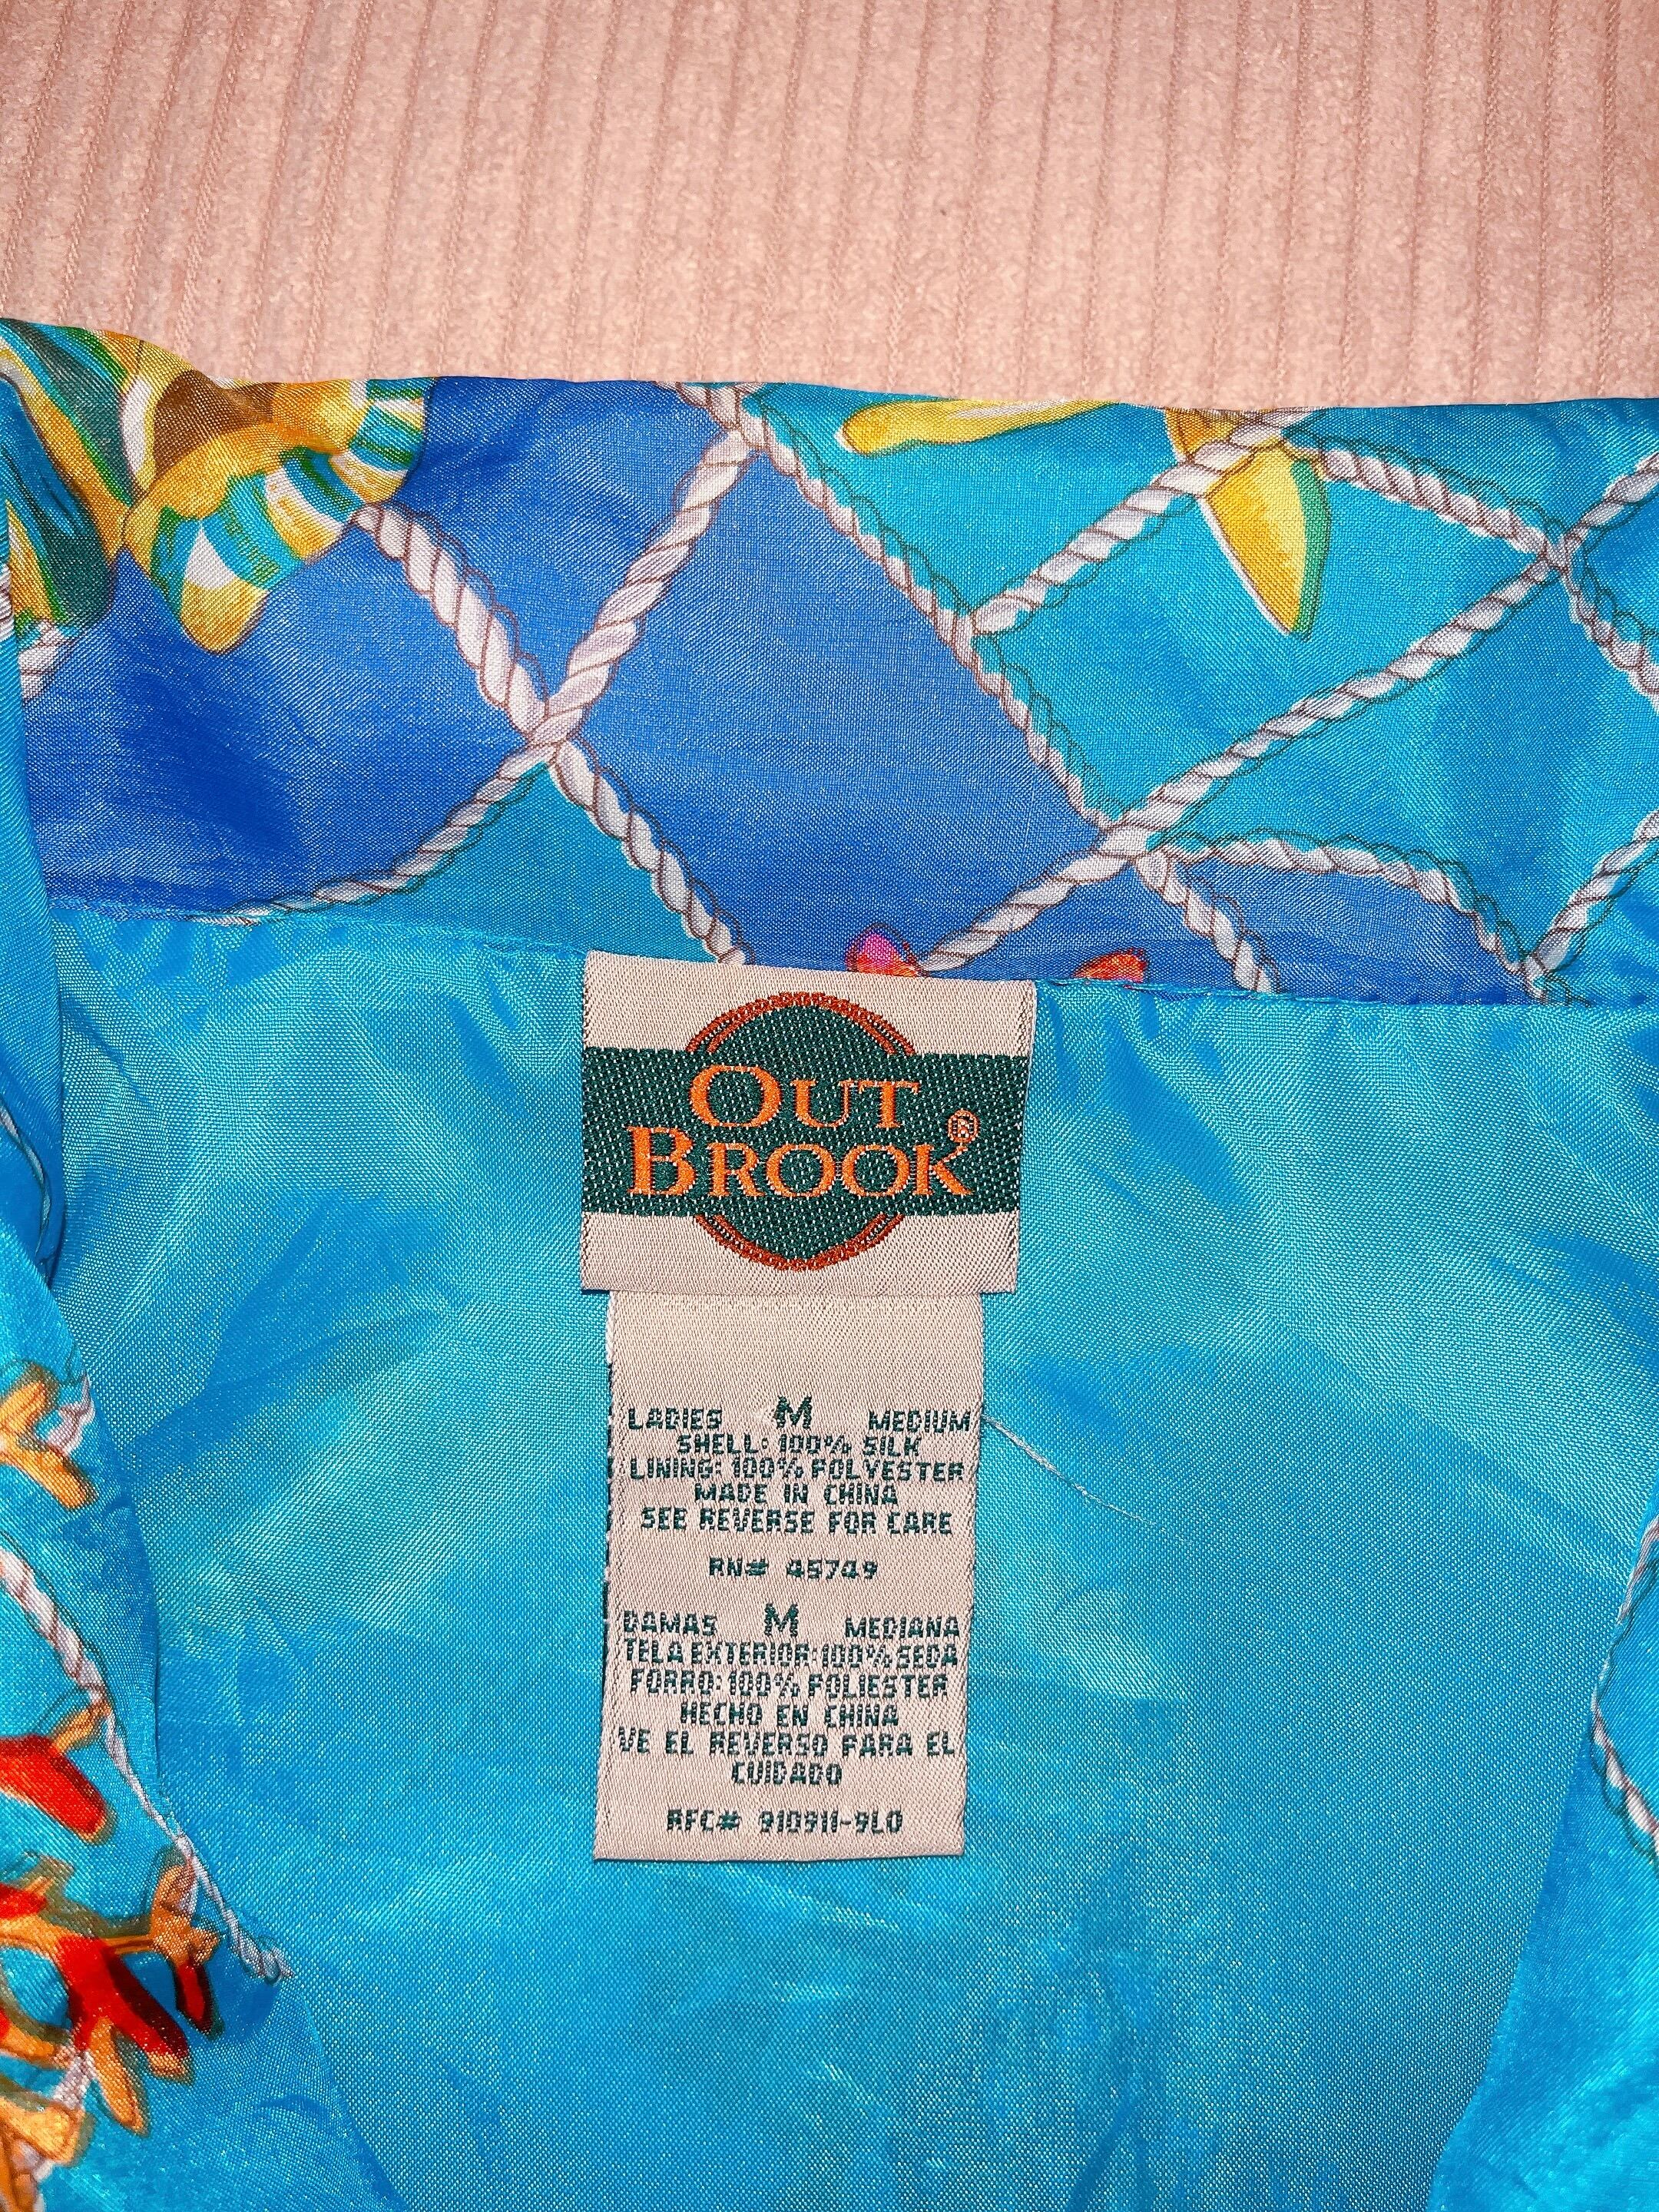 OUT
BROOK®
LADIES M MEDIUM
SHELL: 100% SILK
LINING: 100% POLYESTER
MADE IN CHINA
SEE REVERSE FOR CARE
RN# 45749
DAMAS M MEDIANA
TELA EXTERIOR:100% SEDA
FORRO: 100% POLIESTER
HECHO EN CHINA
VE EL REVERSO PARA EL
CUIDADO
RFC# 910911-9L0